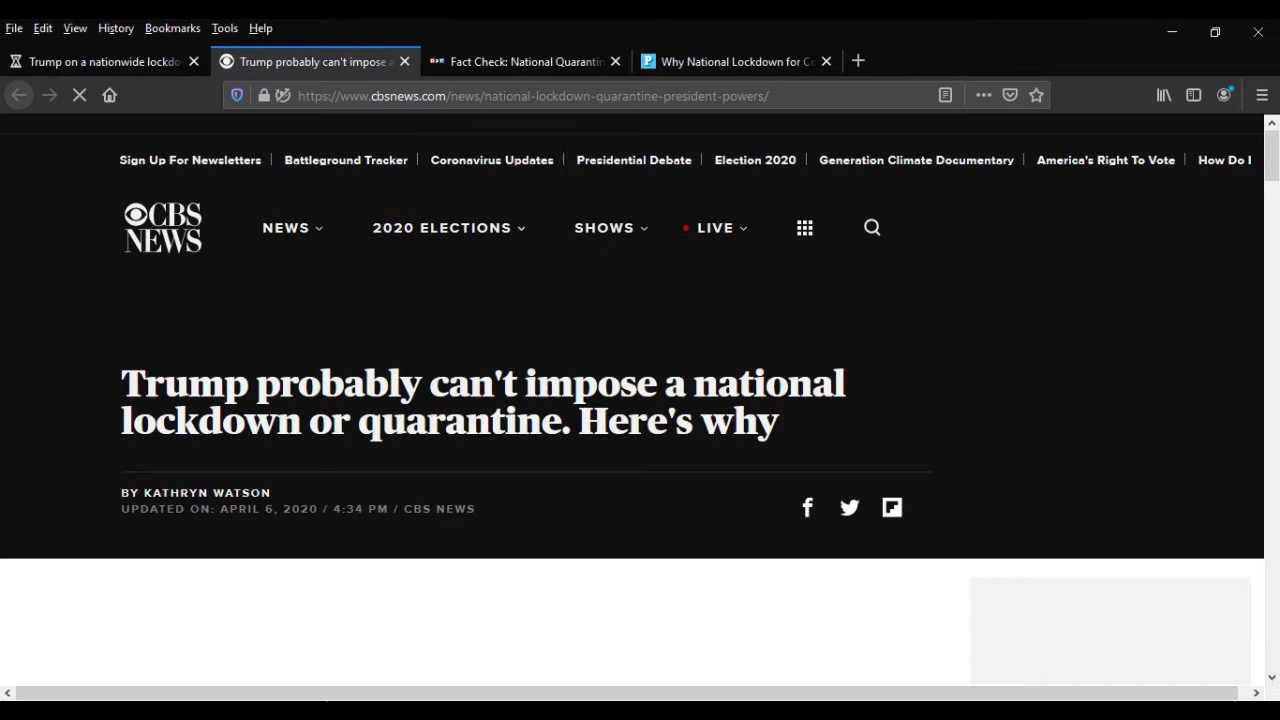 File Edit View History Bookmarks Tools Help
Trump on a nationwide lockdo Trump probably can't impose a Fact Check: National Quarantin Why National Lockdown for Co
https://www.cbsnews.com/news/national-lockdown-quarantine-president-powers/
Sign Up For Newsletters Battleground Tracker Coronavirus Updates Presidential Debate Election 2020 Generation Climate Documentary America's Right To Vote How Do I
CBS NEWS 2020 ELECTIONS SHOWS LIVE
NEWS
Trump probably can't impose a national
lockdown or quarantine. Here's why
BY KATHRYN WATSON
UPDATED ON: APRIL 6, 2020 / 4:34 PM / CBS NEWS